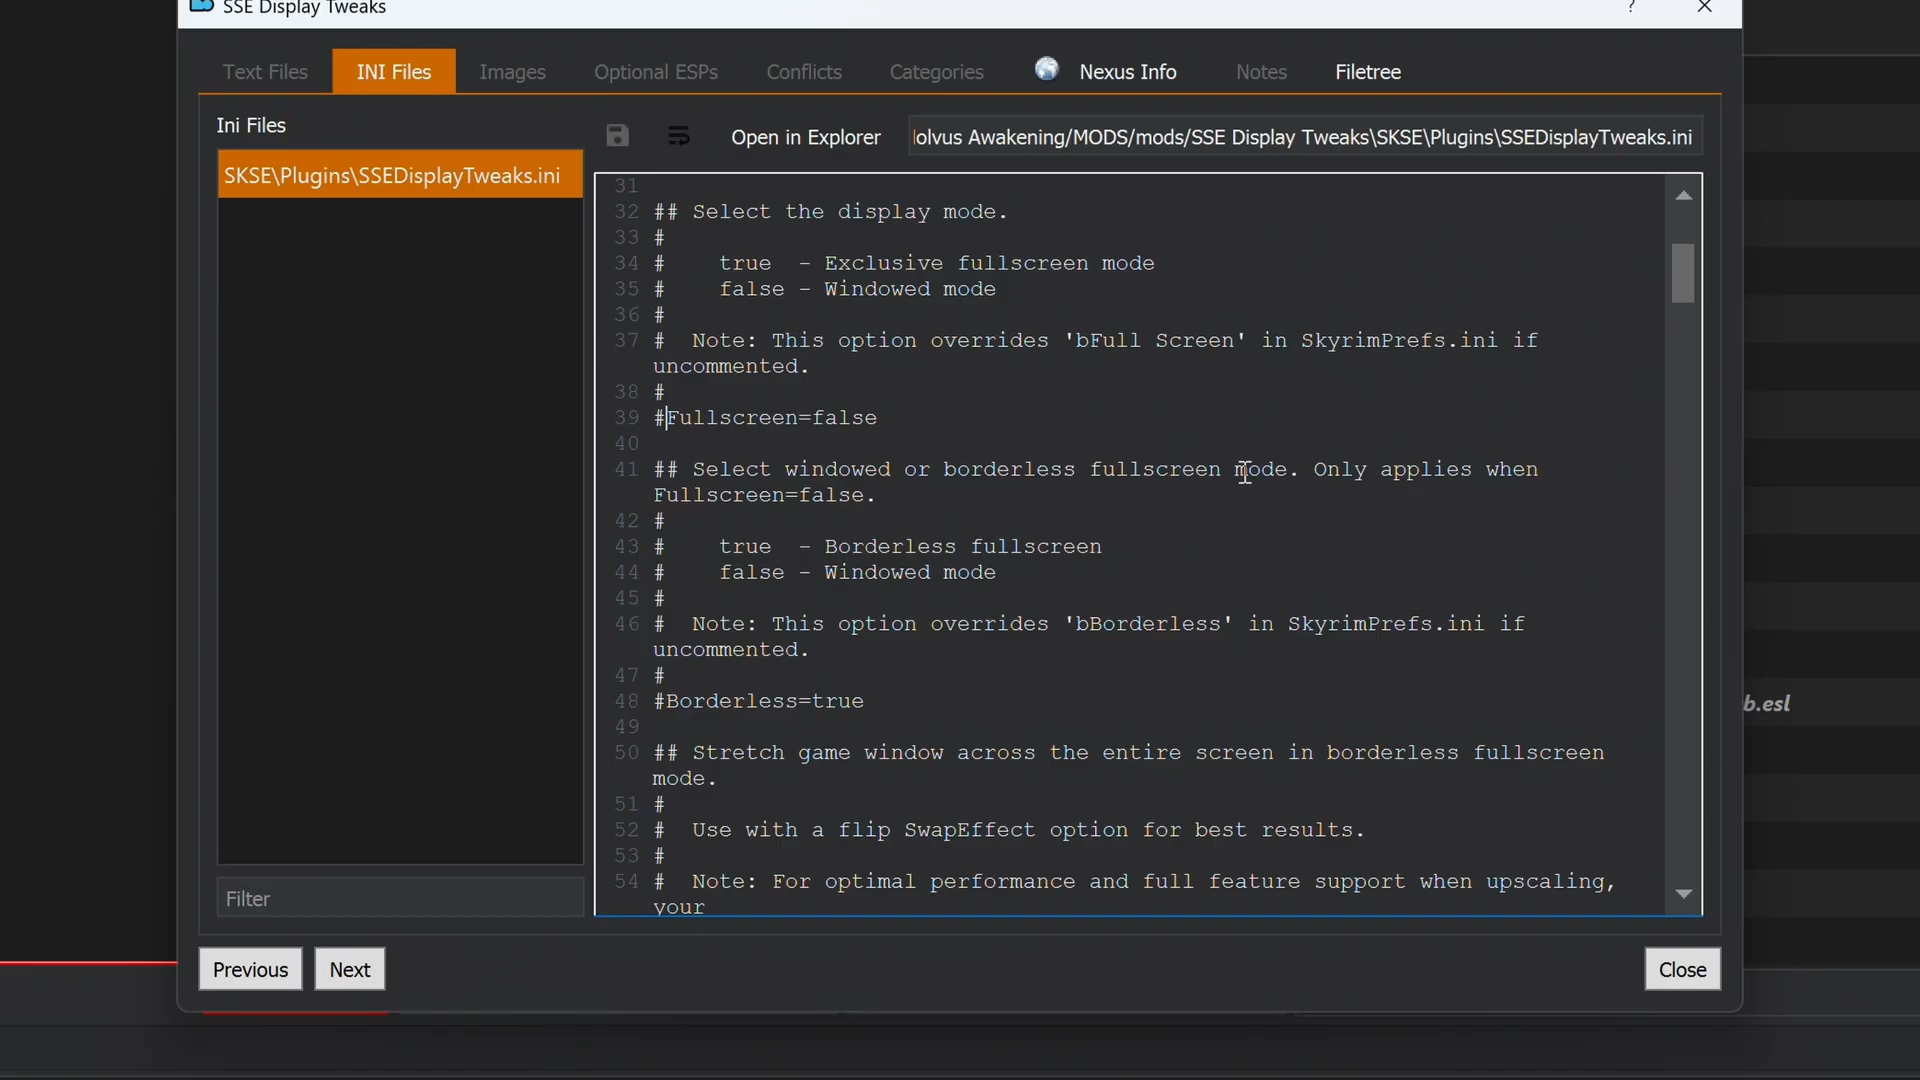 SSE Display Tweaks
?
Text Files
INI Files
Images
Optional ESPs
Conflicts
Categories
Nexus Info
Notes
Filetree
Ini Files
Open in Explorer
lolvus Awakening/MODS/mods/SSE Display Tweaks\SKSE\Plugins\SSEDisplayTweaks.ini
SKSE\Plugins\SSEDisplayTweaks.ini
31
32 ## Select the display mode.
33 #
34 #    true  - Exclusive fullscreen mode
35 #    false - Windowed mode
36 #
37 #  Note: This option overrides 'bFull Screen' in SkyrimPrefs.ini if
uncommented.
38 #
39 #Fullscreen=false
40
41 ## Select windowed or borderless fullscreen mode. Only applies when
Fullscreen=false.
42 #
43 #    true  - Borderless fullscreen
44 #    false - Windowed mode
45 #
46 #  Note: This option overrides 'bBorderless' in SkyrimPrefs.ini if
uncommented.
47 #
48 #Borderless=true
49
50 ## Stretch game window across the entire screen in borderless fullscreen
mode.
51 #
52 #  Use with a flip SwapEffect option for best results.
53 #
54 #  Note: For optimal performance and full feature support when upscaling,
your
b.esl
Filter
Previous
Next
Close